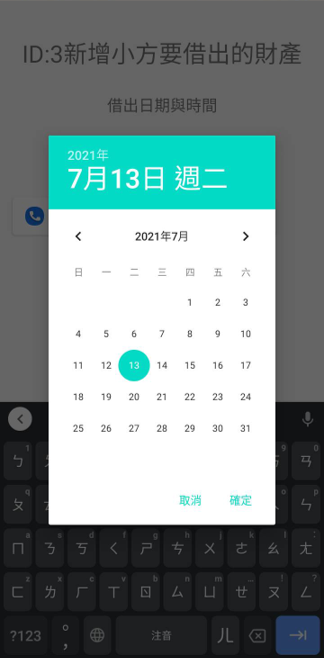 ID:3新增小方要借出的財產
借出日期與時間
2021年
7月13日 週二
2021年7月
日 一 二 三 四 五 六
1 2 3
4 5 6 7 8 9 10
11 12 13 14 15 16 17
18 19 20 21 22 23 24
25 26 27 28 29 30 31
取消 確定
1 9 0
ㄅ ㄢ
q o p
ㄆ ㄣ
a s d f g h j k l
ㄇ ㄋ ㄎ ㄑ ㄕ ㄘ ㄨ ㄜ ㄠ ㄤ
z x c v b n m
ㄈ ㄌ ㄏ ㄒ ㄖ ㄙ ㄩ ㄝ ㄡ ㄥ
?123 注音 ㄦ